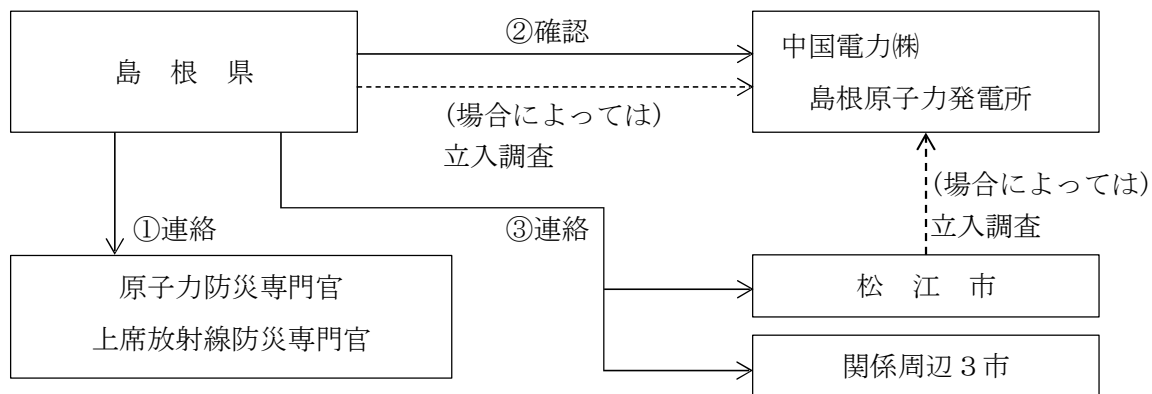 島　根　県
②確認
(場合によっては)
立入調査
中国電力㈱
島根原子力発電所
(場合によっては)
立入調査
①連絡
③連絡
原子力防災専門官
上席放射線防災専門官
松　江　市
関係周辺３市